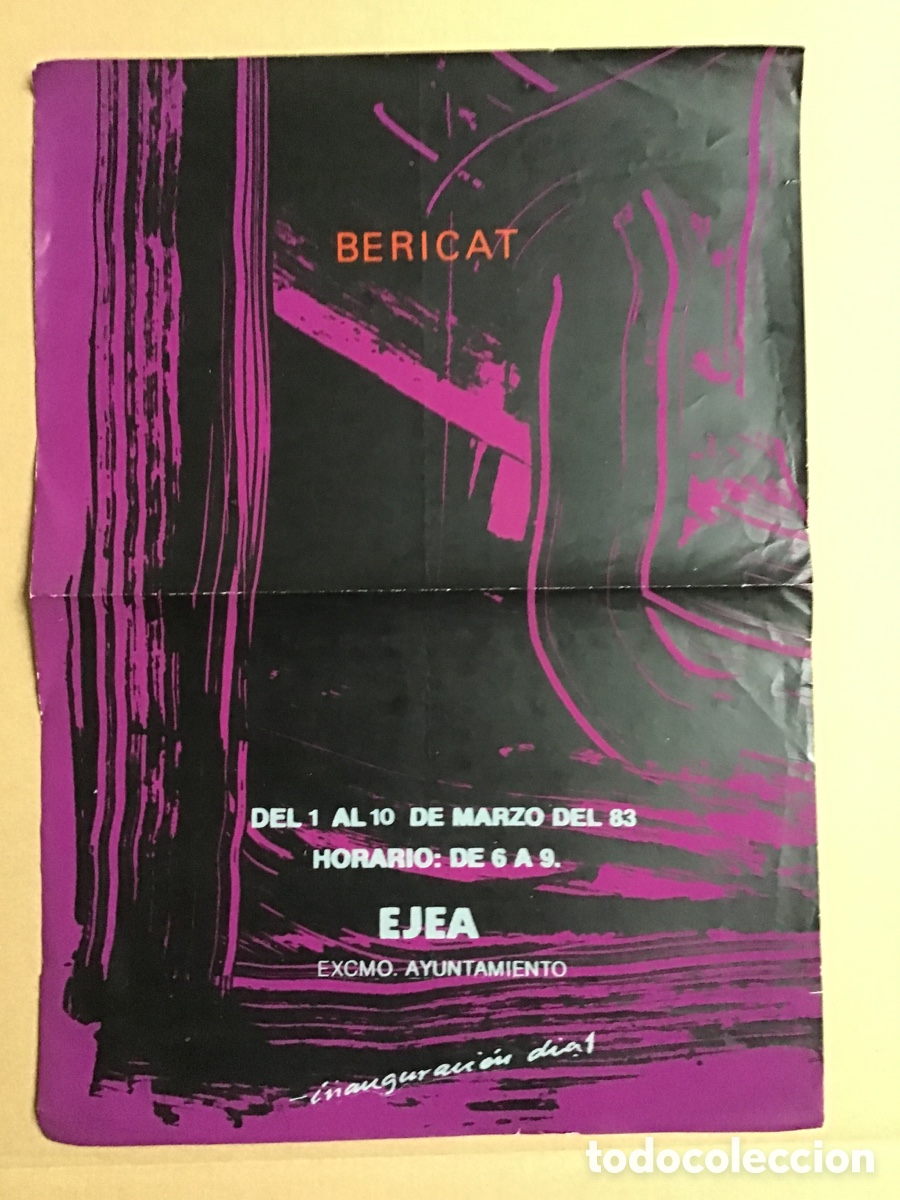 BERICAT
DEL 1 AL 10 DE MARZO DEL 83
HORARIO: DE 6 A 9.
EJEA
EXCMO. AYUNTAMIENTO
-inauguración dia 1
todocoleccion